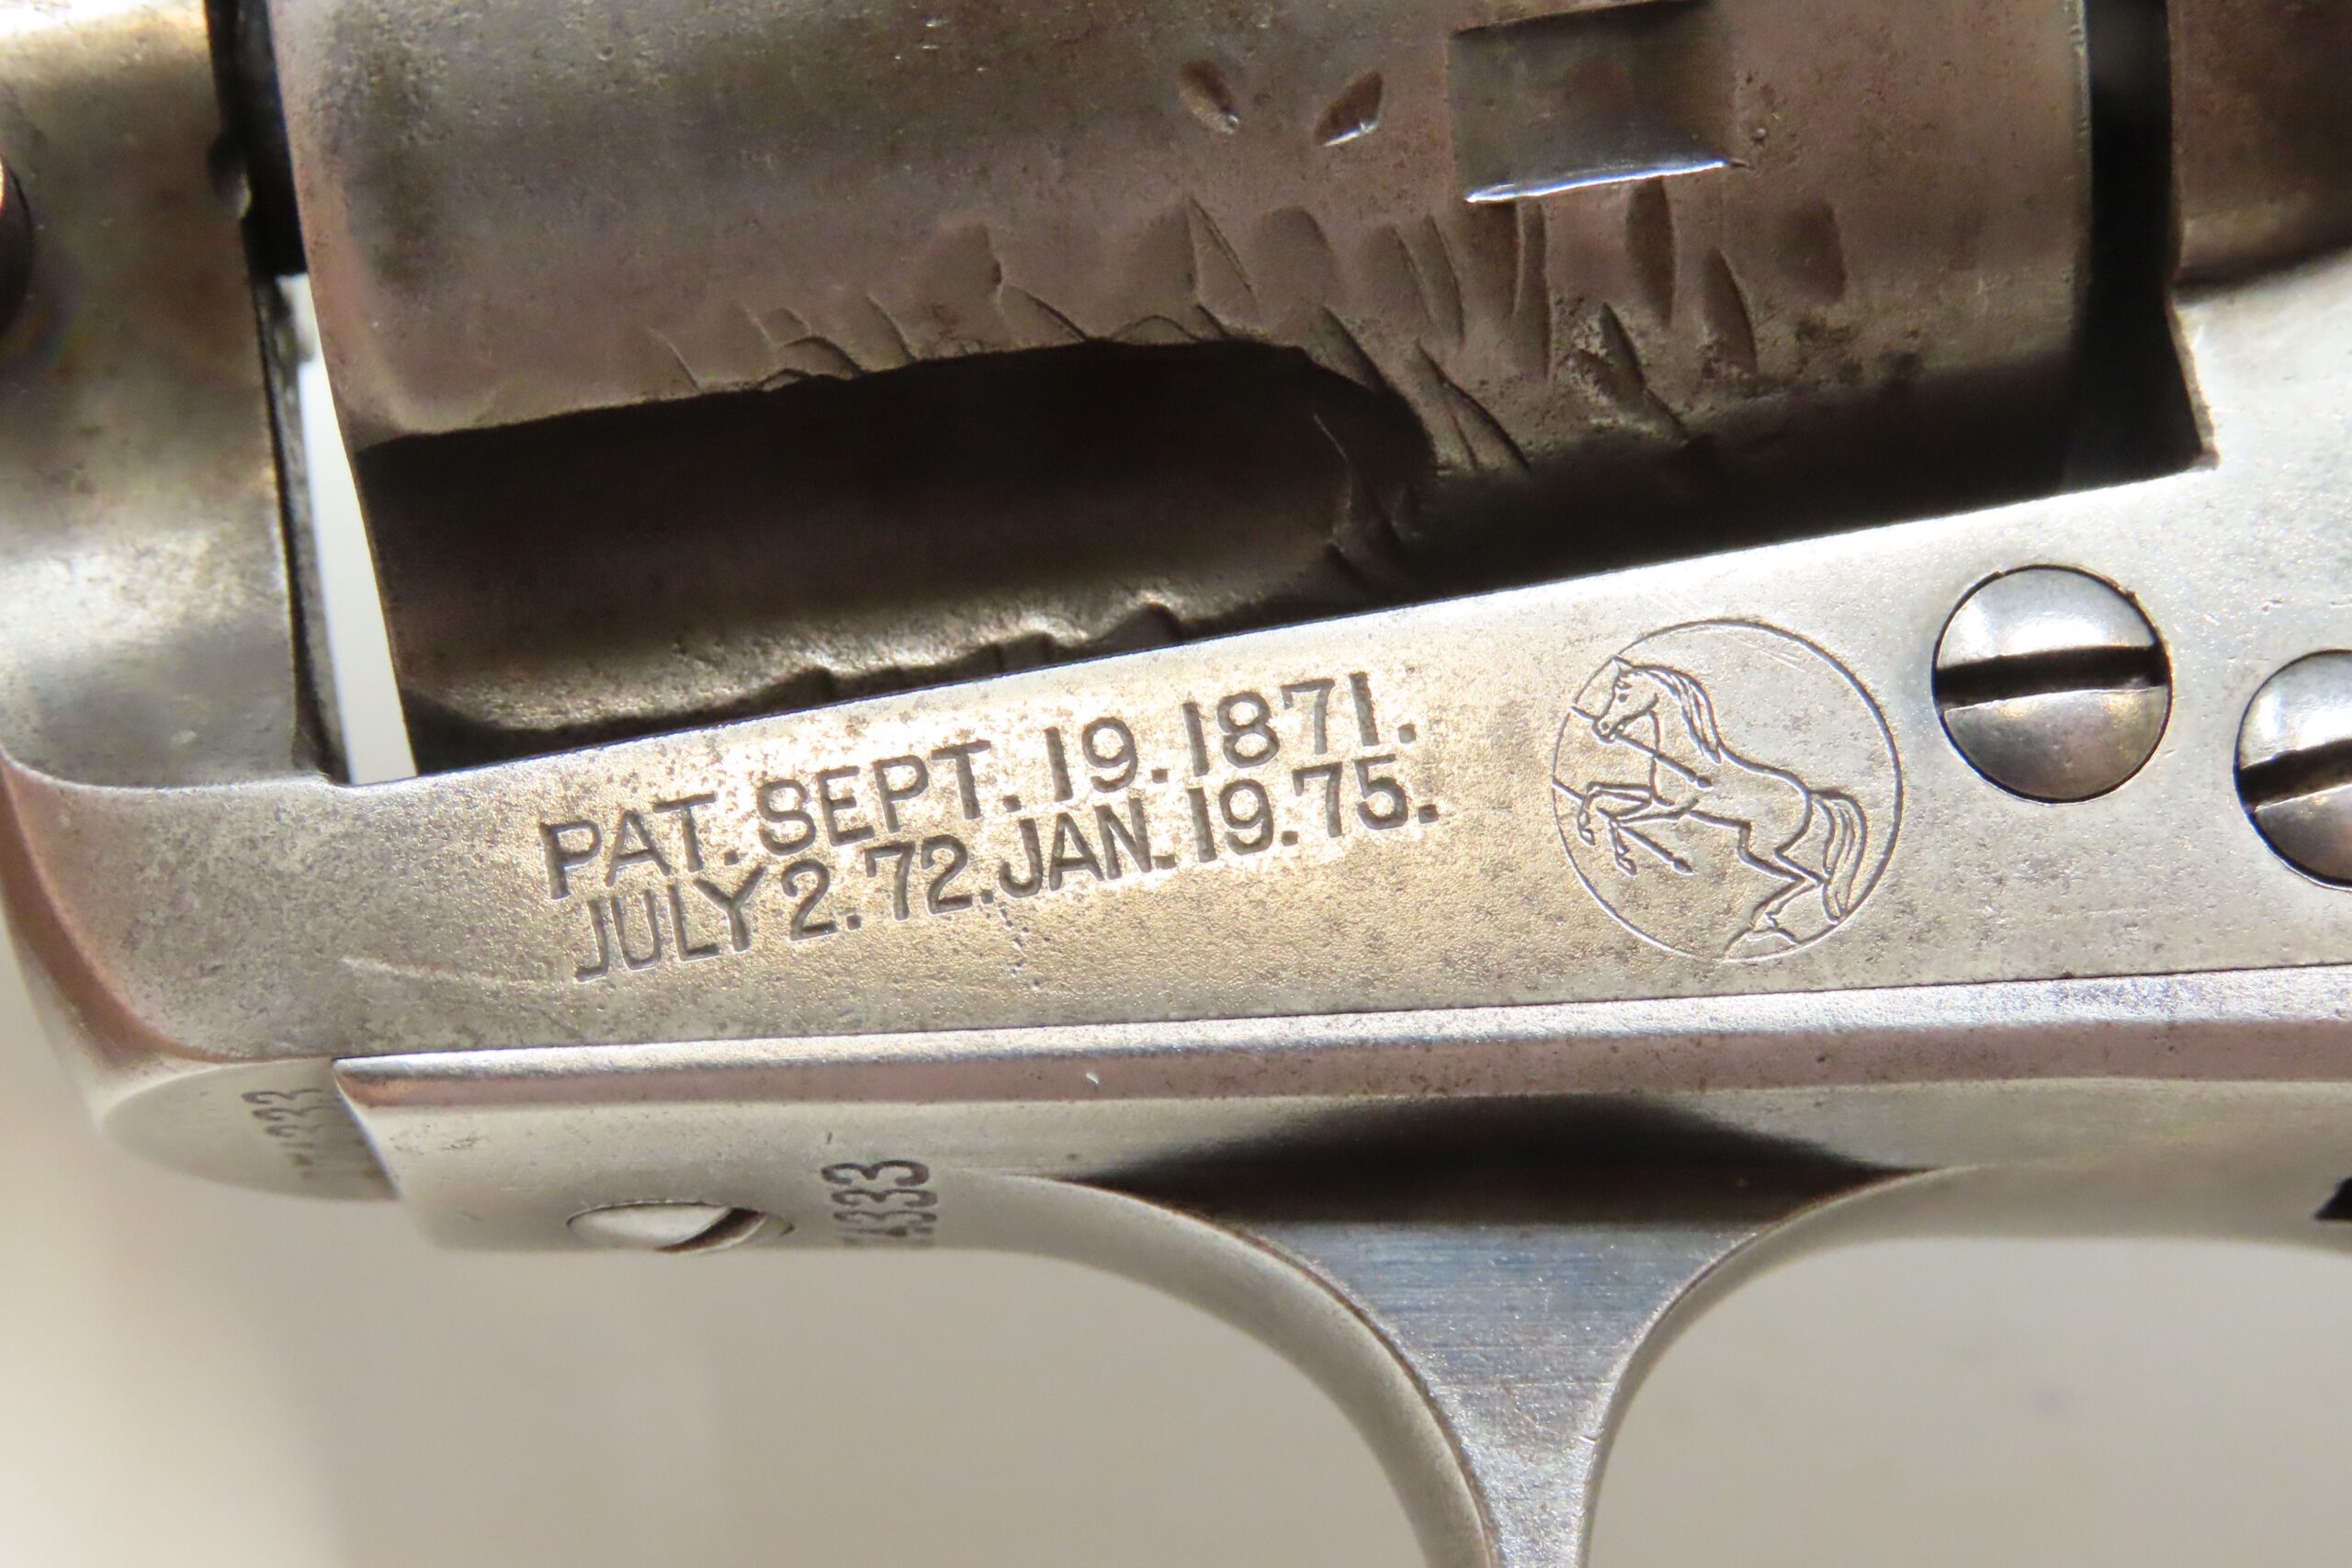 PAT. SEPT. 19. 1871.
JULY 2. 72. JAN. 19. 75.